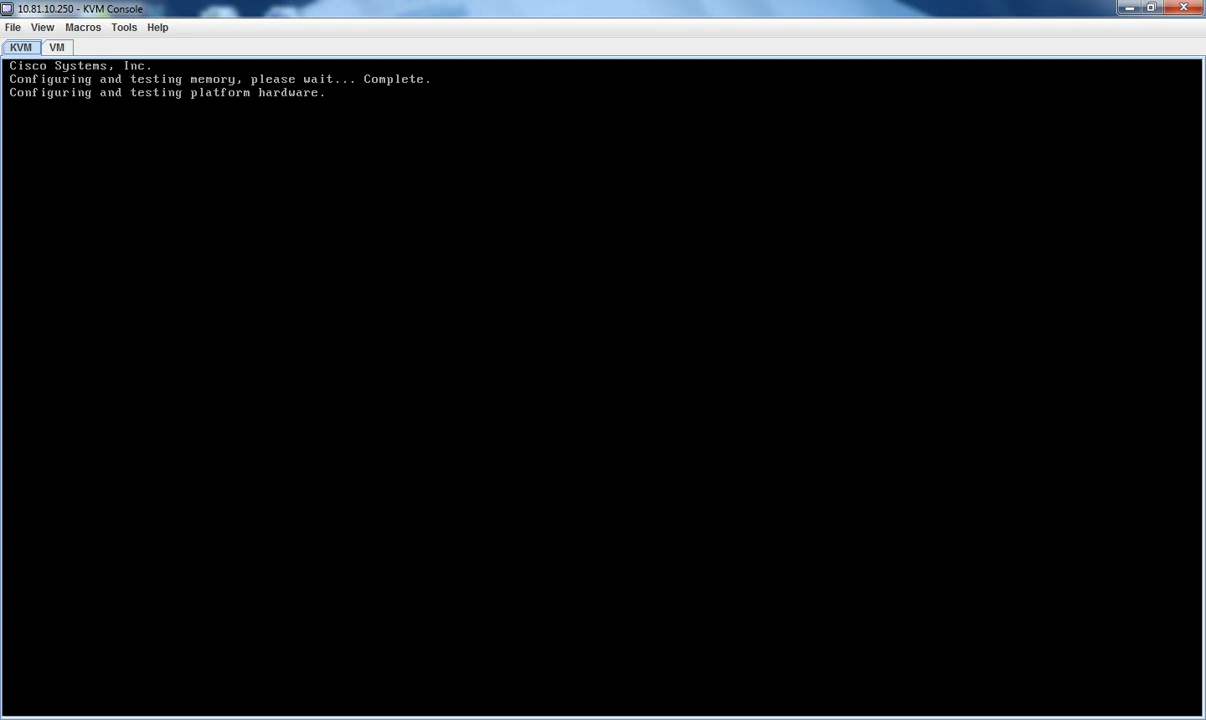 10.81.10.250 - KVM Console
File View Macros Tools Help
KVM VM
Cisco Systems, Inc.
Configuring and testing memory, please wait... Complete.
Configuring and testing platform hardware.